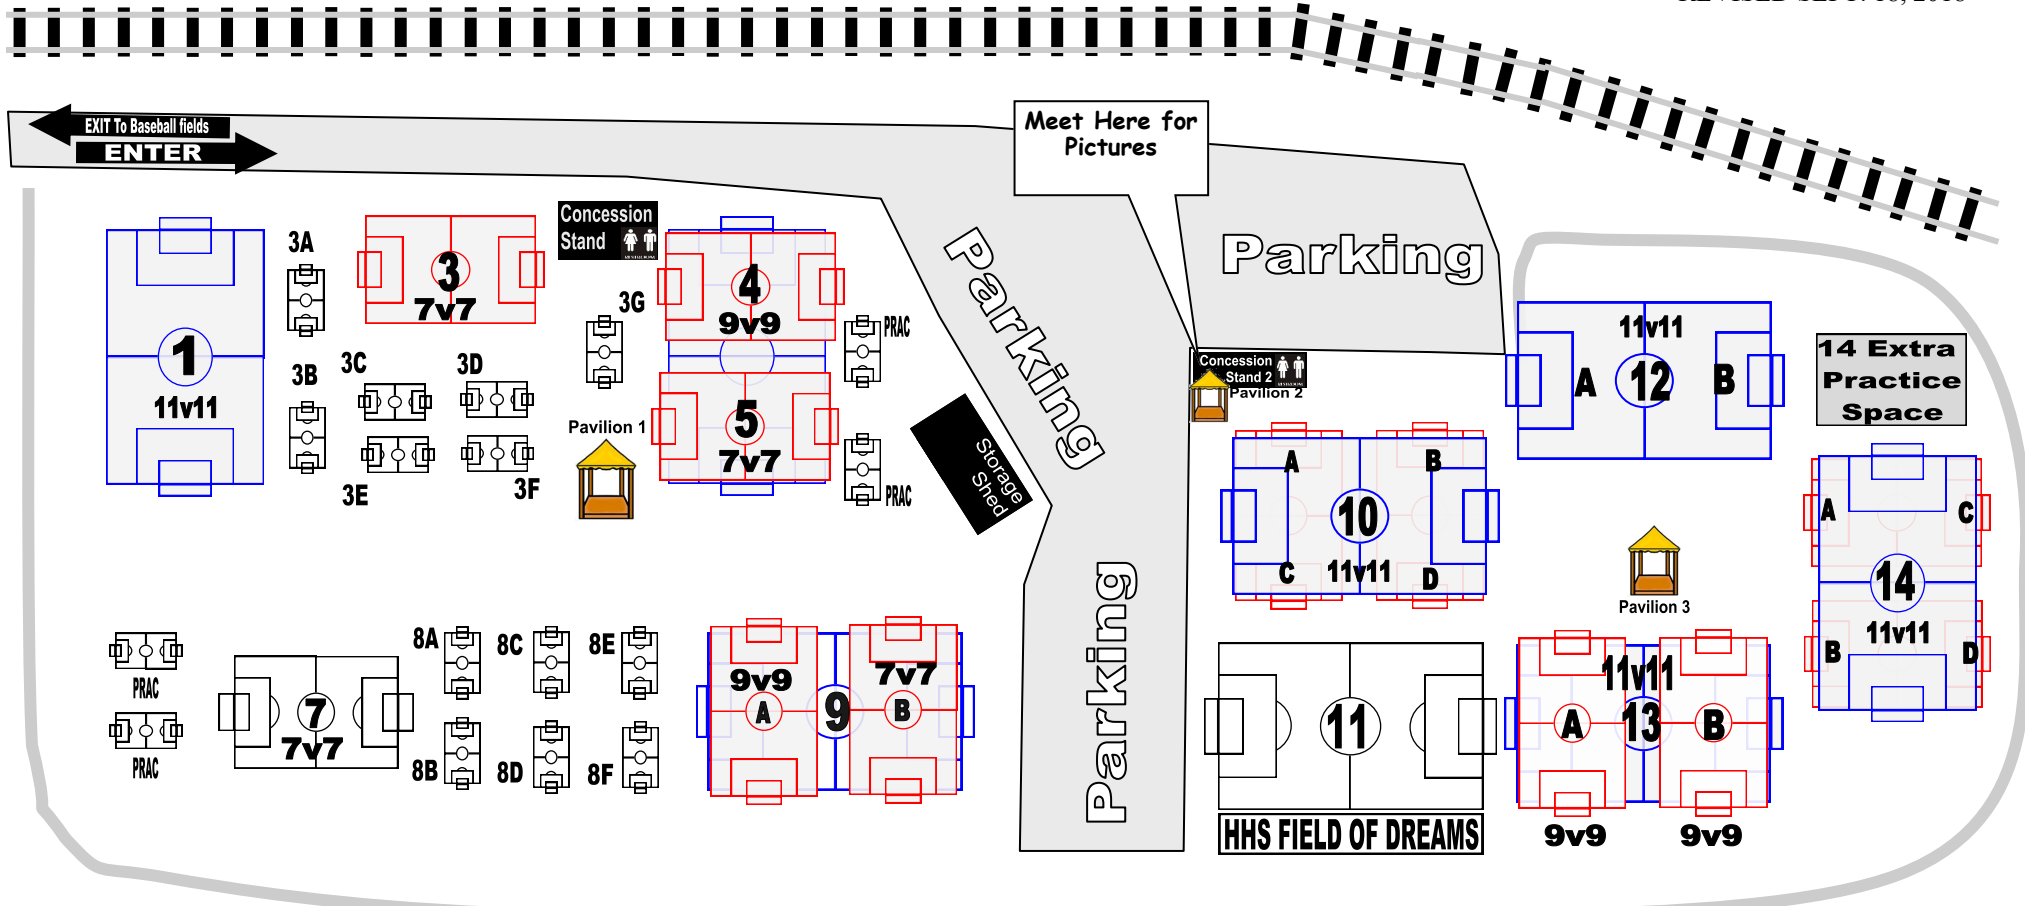 EXIT To Baseball fields
ENTER
Meet Here for
Pictures
Parking
Parking
Parking
Concession
Stand
3A
3
7v7
4
9v9
3G
PRAC
1
11v11
3B
3C
3D
3E
3F
Pavilion 1
5
7v7
PRAC
Storage
Shed
Concession
Stand 2
Pavilion 2
11v11
A
12
B
14 Extra
Practice
Space
A
B
10
C
11v11
D
A
C
14
11v11
B
D
Pavilion 3
PRAC
PRAC
7
7v7
8A
8C
8E
8B
8D
8F
9v9
7v7
A
9
B
11
HHS FIELD OF DREAMS
11v11
A
13
B
9v9
9v9